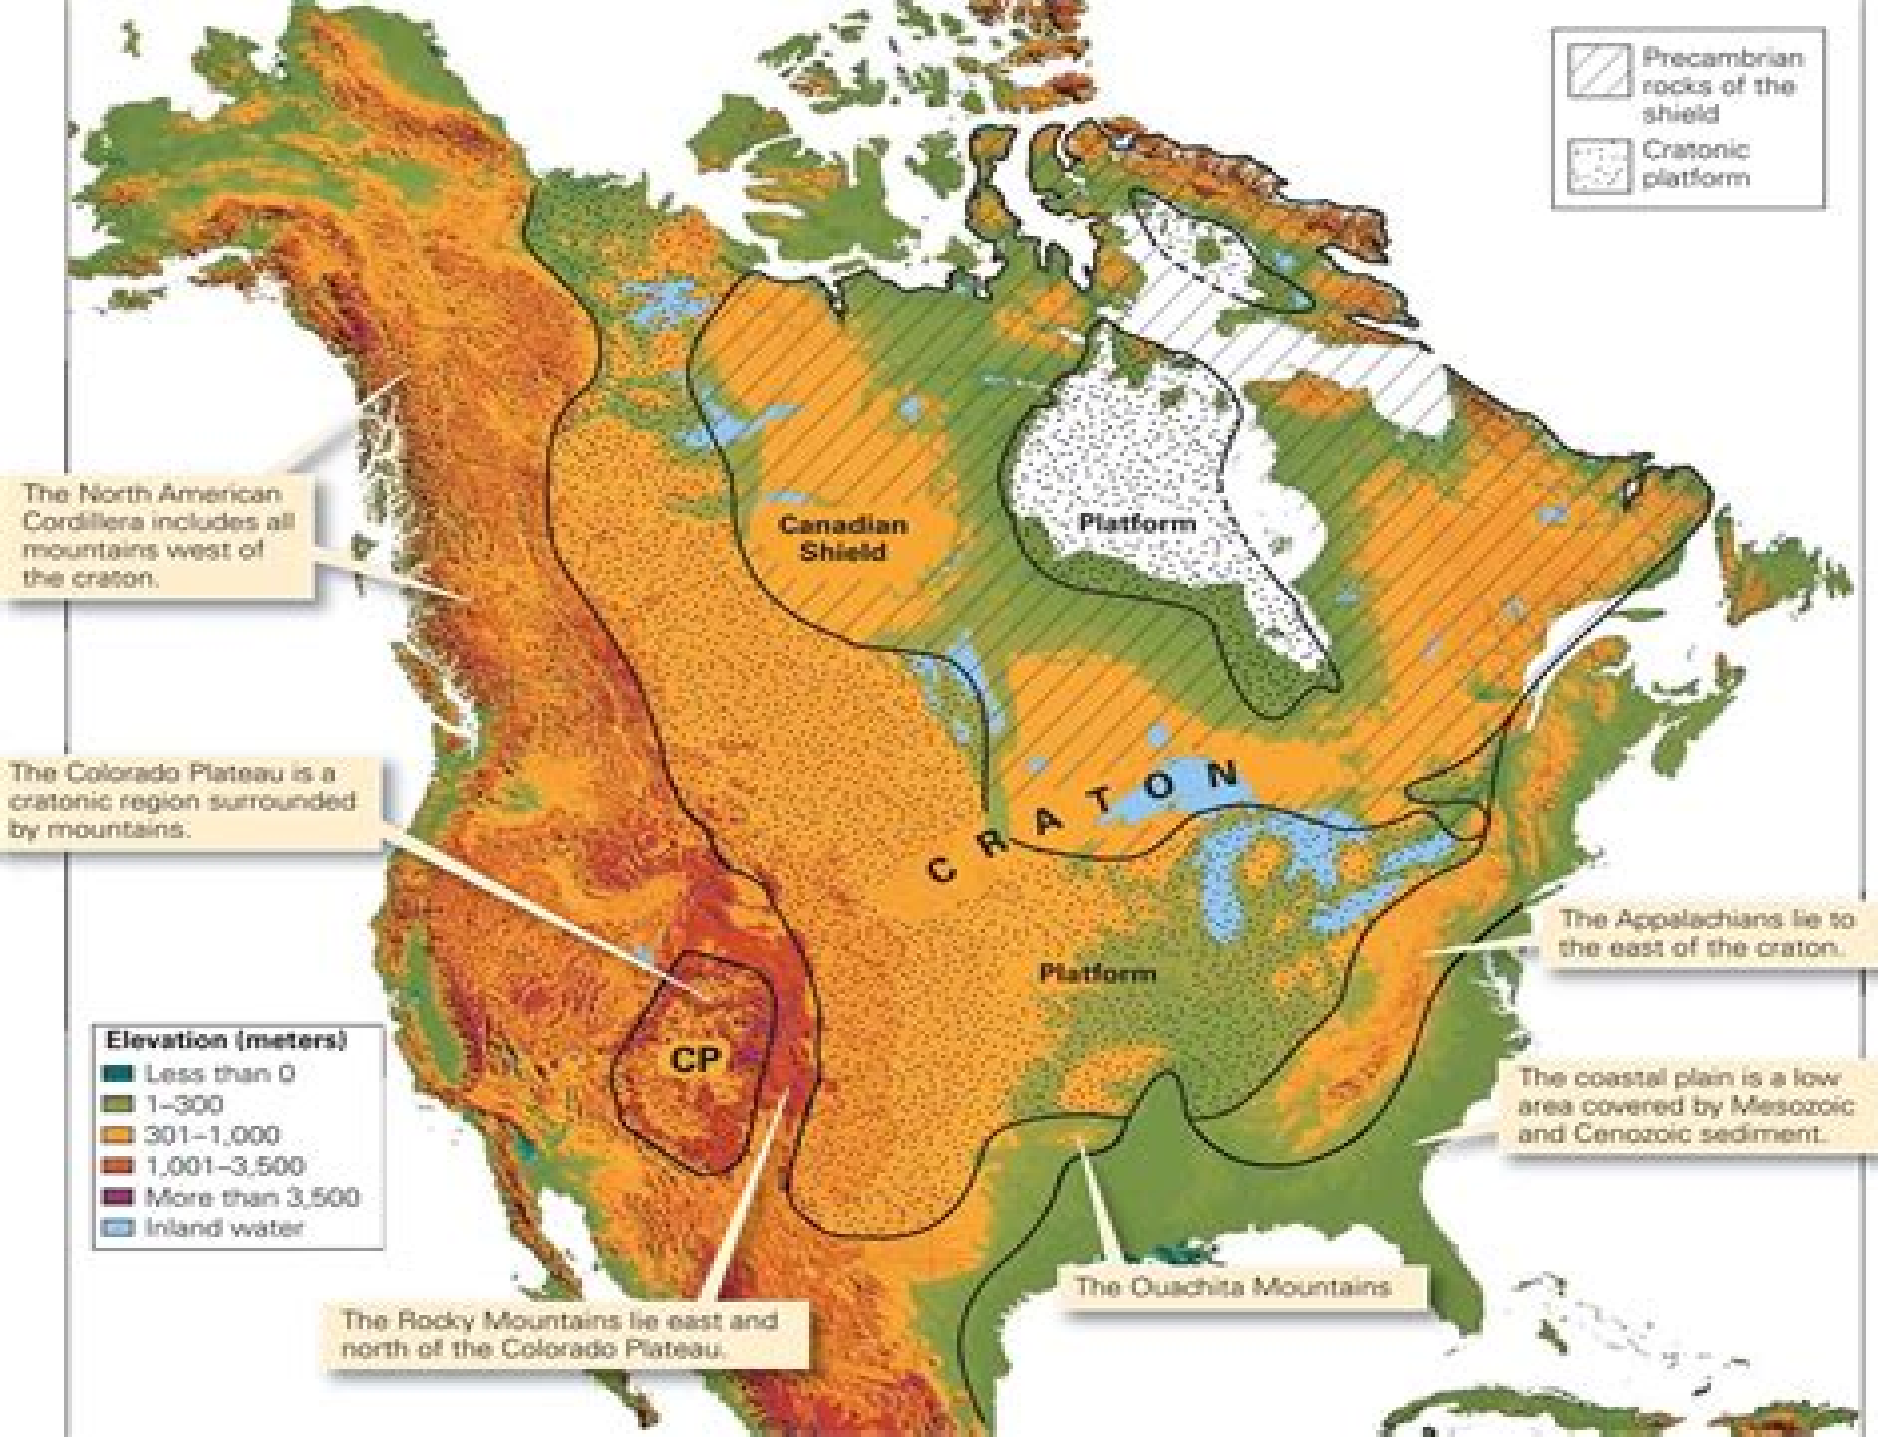 Precambrian
rocks of the
shield
Cratonic
platform
The North American
Cordillera includes all
mountains west of
the craton.
Canadian
Shield
Platform
The Colorado Plateau is a
cratonic region surrounded
by mountains.
CRATON
The Appalachians lie to
the east of the craton.
Platform
CP
Elevation (meters)
Less than 0
1–300
301–1,000
1,001–3,500
More than 3,500
Inland water
The coastal plain is a low
area covered by Mesozoic
and Cenozoic sediment.
The Ouachita Mountains
The Rocky Mountains lie east and
north of the Colorado Plateau.